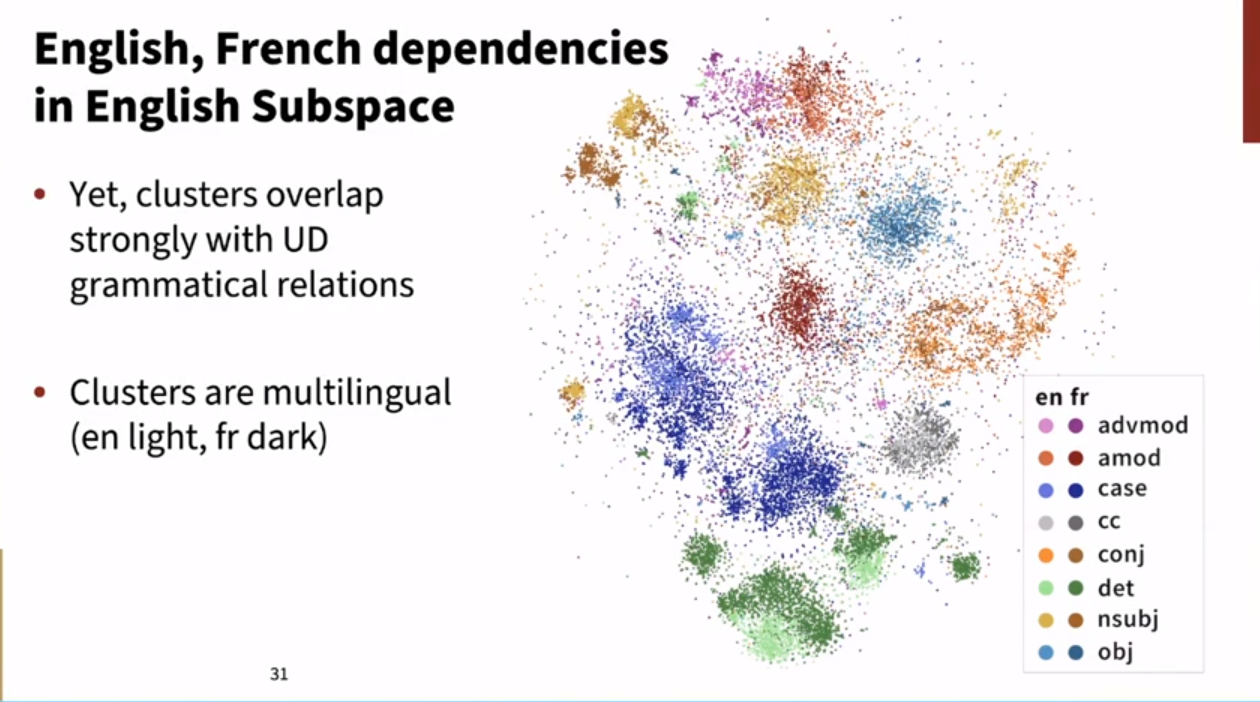 English, French dependencies
in English Subspace
• Yet, clusters overlap
strongly with UD
grammatical relations
• Clusters are multilingual
(en light, fr dark)
en fr
advmod
amod
case
cc
conj
det
nsubj
obj
31